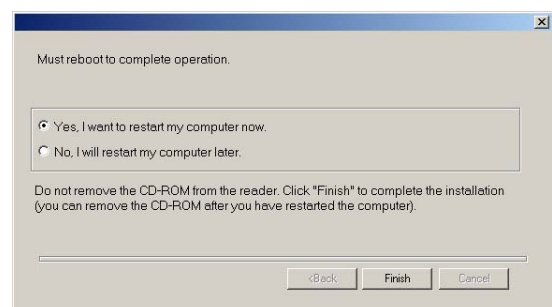 Must reboot to complete operation.
Yes, I want to restart my computer now.
No, I will restart my computer later.
Do not remove the CD-ROM from the reader. Click "Finish" to complete the installation
(you can remove the CD-ROM after you have restarted the computer).
<Back Finish Cancel